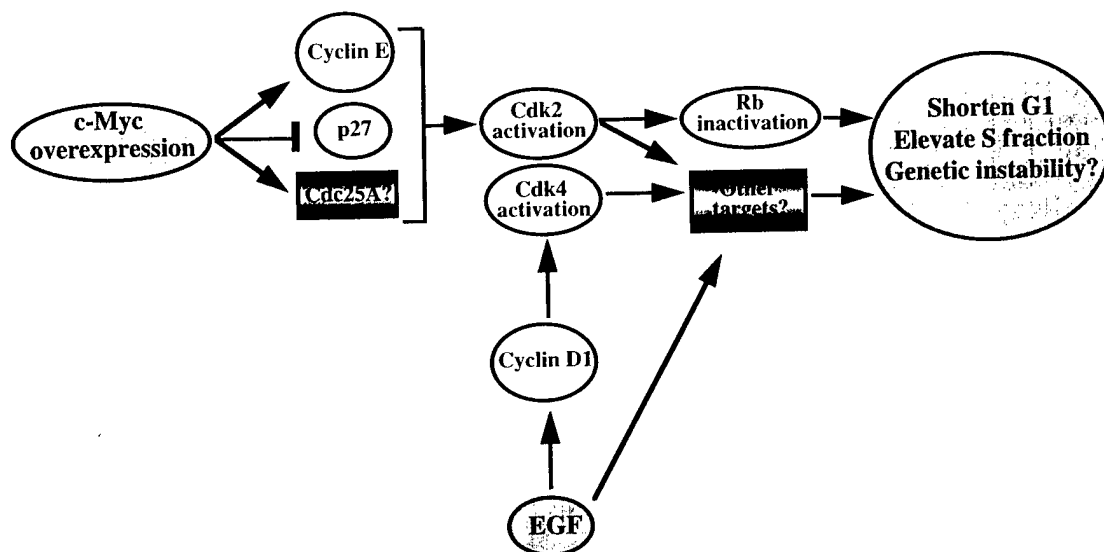 c-Myc
overexpression
Cyclin E
p27
Cdc25A?
Cdk2
activation
Cdk4
activation
Rb
inactivation
Other
targets?
Shorten G1
Elevate S fraction
Genetic instability?
Cyclin D1
EGF